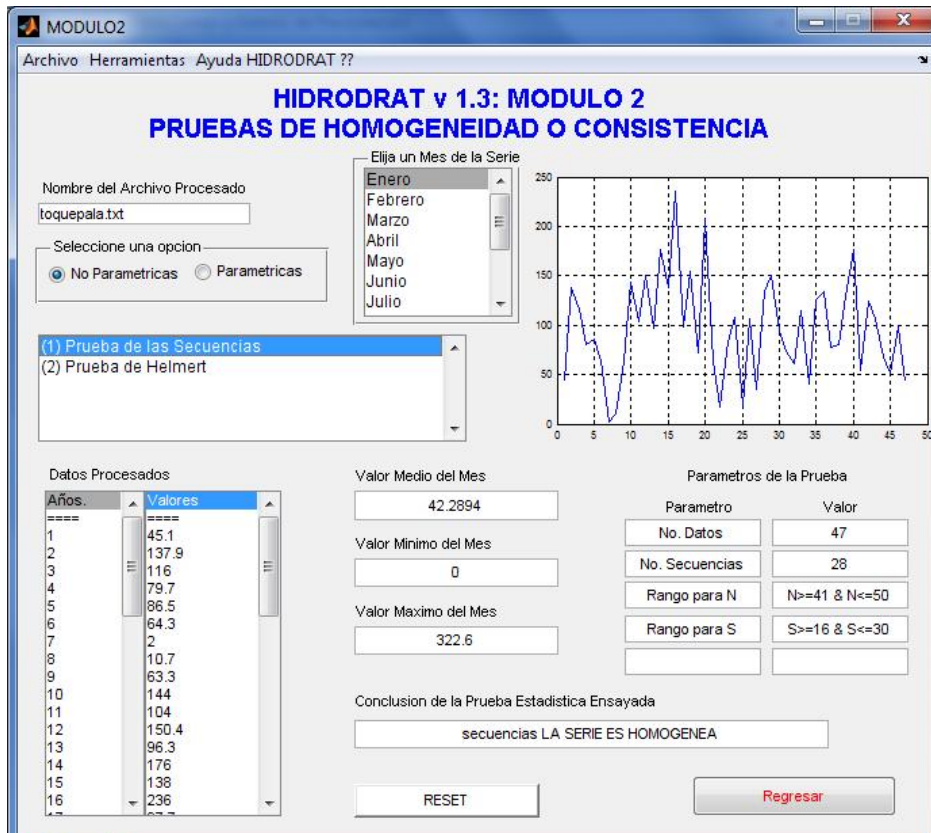 MODULO2
Archivo Herramientas Ayuda HIDRODRAT ??
HIDRODRAT v 1.3: MODULO 2
PRUEBAS DE HOMOGENEIDAD O CONSISTENCIA
Nombre del Archivo Procesado
toquepala.txt
Seleccione una opcion
No Parametricas Parametricas
Elija un Mes de la Serie
Enero
Febrero
Marzo
Abril
Mayo
Junio
Julio
250
200
150
100
50
0
0 5 10 15 20 25 30 35 40 45 50
(1) Prueba de las Secuencias
(2) Prueba de Helmert
Datos Procesados
Años. Valores
==== ====
1 45.1
2 137.9
3 116
4 79.7
5 86.5
6 64.3
7 2
8 10.7
9 63.3
10 144
11 104
12 150.4
13 96.3
14 176
15 138
16 236
Valor Medio del Mes
42.2894
Valor Minimo del Mes
0
Valor Maximo del Mes
322.6
Parametros de la Prueba
Parametro Valor
No. Datos 47
No. Secuencias 28
Rango para N N>=41 & N<=50
Rango para S S>=16 & S<=30
Conclusion de la Prueba Estadistica Ensayada
secuencias LA SERIE ES HOMOGENEA
RESET
Regresar